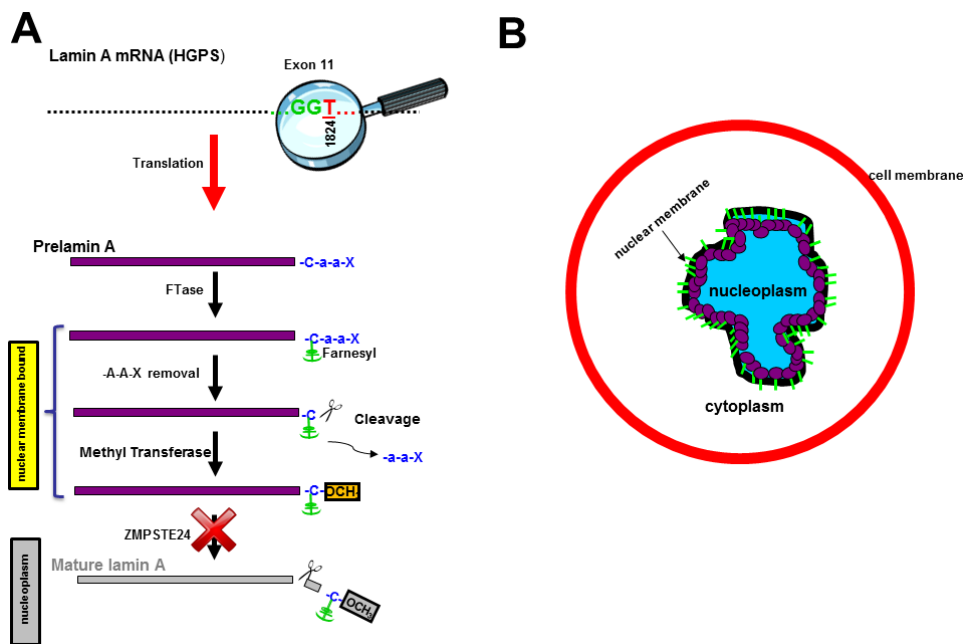 A
Lamin A mRNA (HGPS)
Exon 11
...GGT...
1824
Translation
Prelamin A
-C-a-a-X
FTase
-C-a-a-X
Farnesyl
-A-A-X removal
-C
Cleavage
-a-a-X
Methyl Transferase
-C-OCH
ZMPSTE24
Mature lamin A
-C-
OCH3
nuclear membrane bound
nucleoplasm
B
cell membrane
nuclear membrane
nucleoplasm
cytoplasm